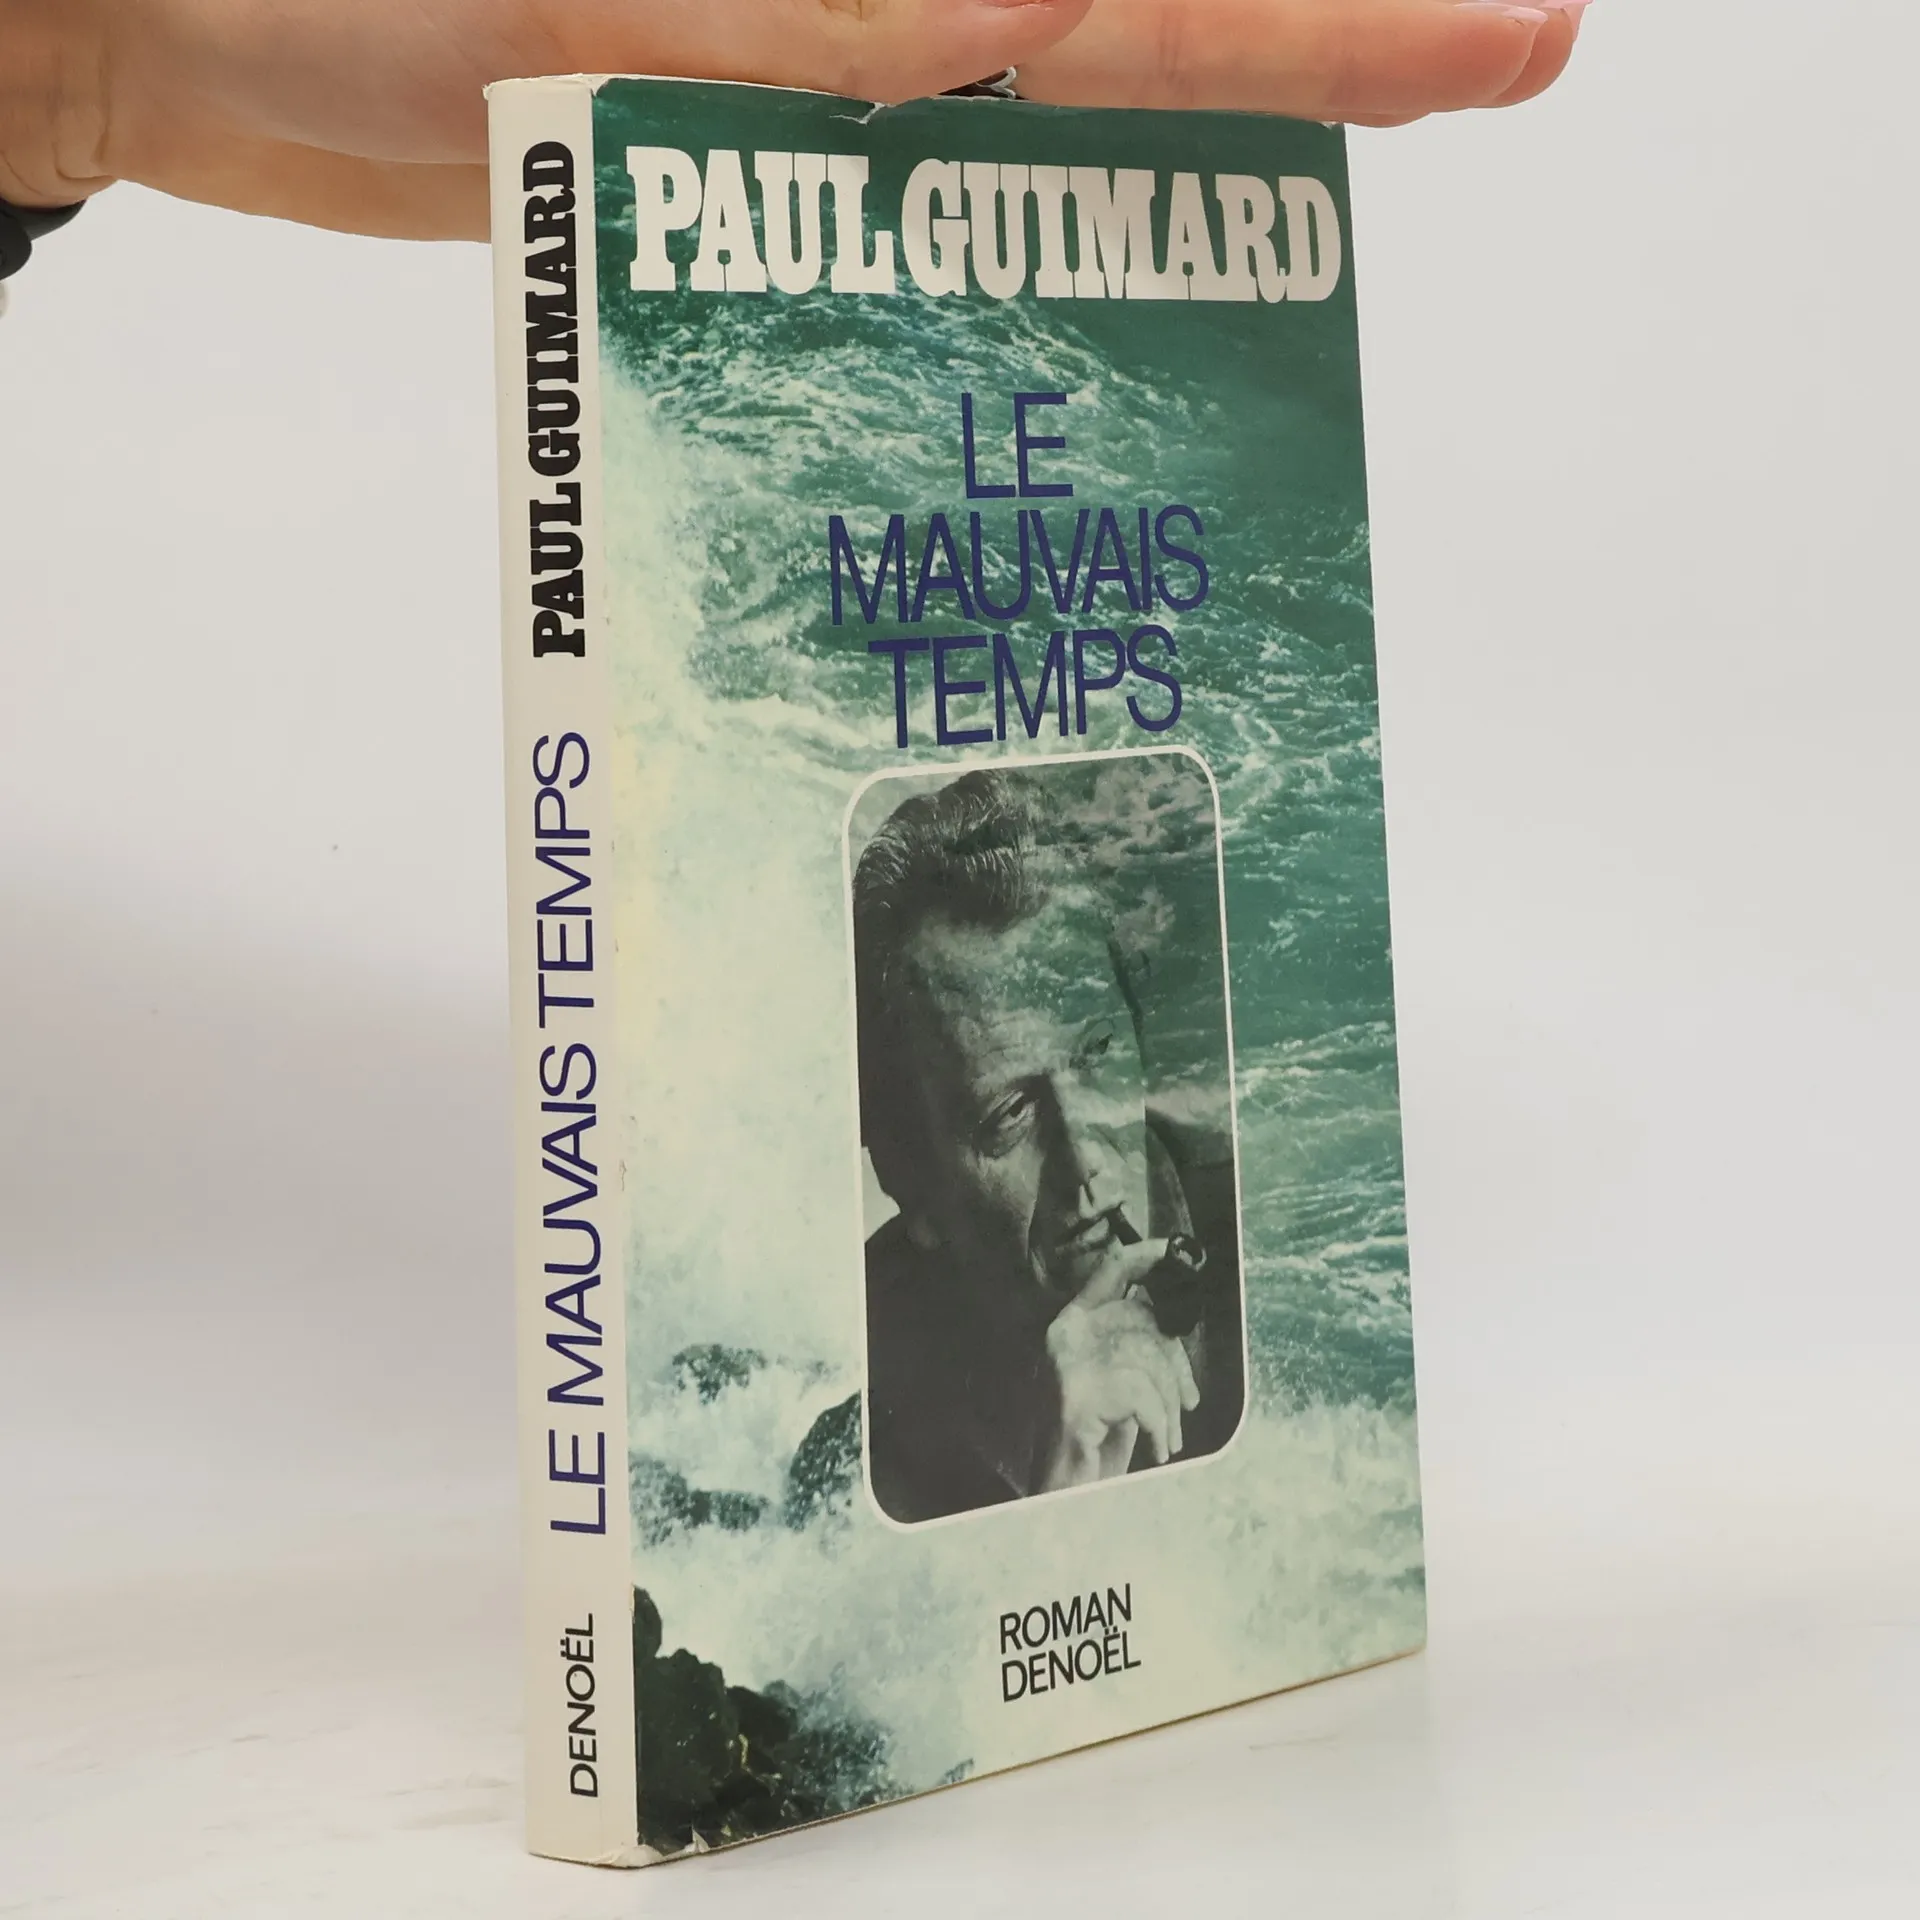 PAUL GUIMARD
LE
MAUVAIS
TEMPS
ROMAN
DENOËL
DENOËL LE MAUVAIS TEMPS PAUL GUIMARD